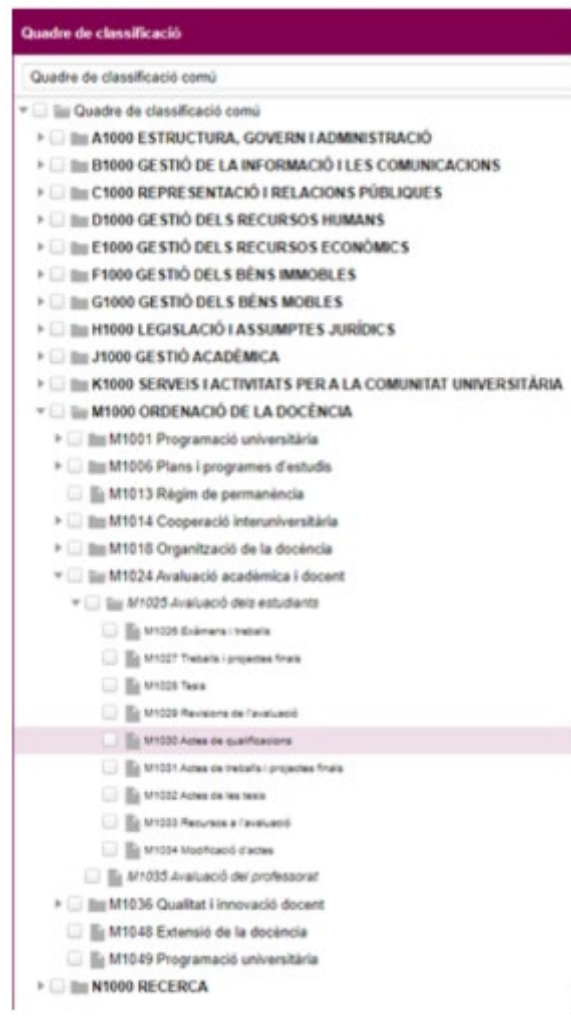 Quadre de classificació
Quadre de classificació comú
Quadre de classificació comú
A1000 ESTRUCTURA, GOVERN I ADMINISTRACIÓ
B1000 GESTIÓ DE LA INFORMACIÓ I LES COMUNICACIONS
C1000 REPRESENTACIÓ I RELACIONS PÚBLIQUES
D1000 GESTIÓ DELS RECURSOS HUMANS
E1000 GESTIÓ DELS RECURSOS ECONÒMICS
F1000 GESTIÓ DELS BÉNS IMMOBLES
G1000 GESTIÓ DELS BÉNS MOBLES
H1000 LEGISLACIÓ I ASSUMPTES JURÍDICS
J1000 GESTIÓ ACADÈMICA
K1000 SERVEIS I ACTIVITATS PER A LA COMUNITAT UNIVERSITÀRIA
M1000 ORDENACIÓ DE LA DOCÈNCIA
M1001 Programació universitària
M1006 Plans i programes d'estudis
M1013 Règim de permanència
M1014 Cooperació interuniversitària
M1018 Organització de la docència
M1024 Avaluació acadèmica i docent
M1025 Avaluació dels estudiants
M1026 Exàmens i treballs
M1027 Treballs i projectes finals
M1028 Tesis
M1029 Revisions de l'avaluació
M1030 Actes de qualificacions
M1031 Actes de treballs i projectes finals
M1032 Actes de les tesis
M1033 Recursos a l'avaluació
M1034 Modificació d'actes
M1035 Avaluació del professorat
M1036 Qualitat i innovació docent
M1048 Extensió de la docència
M1049 Programació universitària
N1000 RECERCA